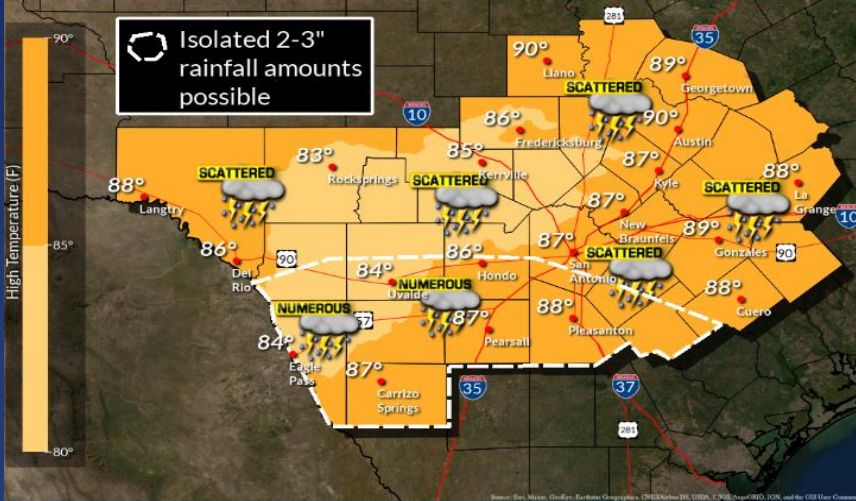 Isolated 2-3"
rainfall amounts
possible
High Temperature (F)
90°
85°
80°
281
35
90°
Llano
89°
Georgetown
SCATTERED
10
86°
Fredericksburg
90°
Austin
83°
Rocksprings
85°
Kerrville
87°
Kyle
88°
La
Grange
SCATTERED
SCATTERED
SCATTERED
88°
Langtry
87°
New
Braunfels
10
89°
Gonzales
90
86°
Del
Rio
90
84°
Uvalde
86°
Hondo
87°
San
Antonio
SCATTERED
NUMEROUS
NUMEROUS
57
87°
Pearsall
88°
Pleasanton
88°
Cuero
84°
Eagle
Pass
87°
Carrizo
Springs
35
37
281